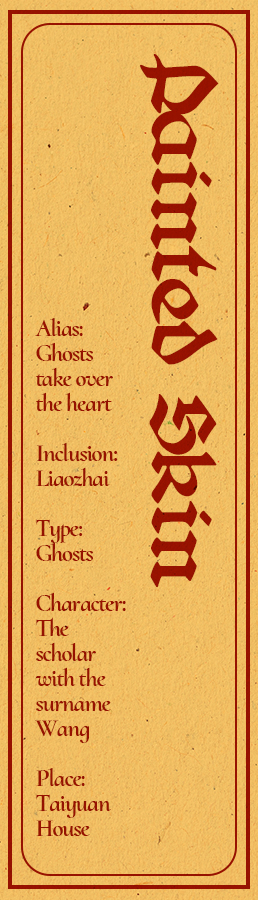 Painted Skin
Alias:
Ghosts
take over
the heart
Inclusion:
Liaozhai
Type:
Ghosts
Character:
The
scholar
with the
surname
Wang
Place:
Taiyuan
House